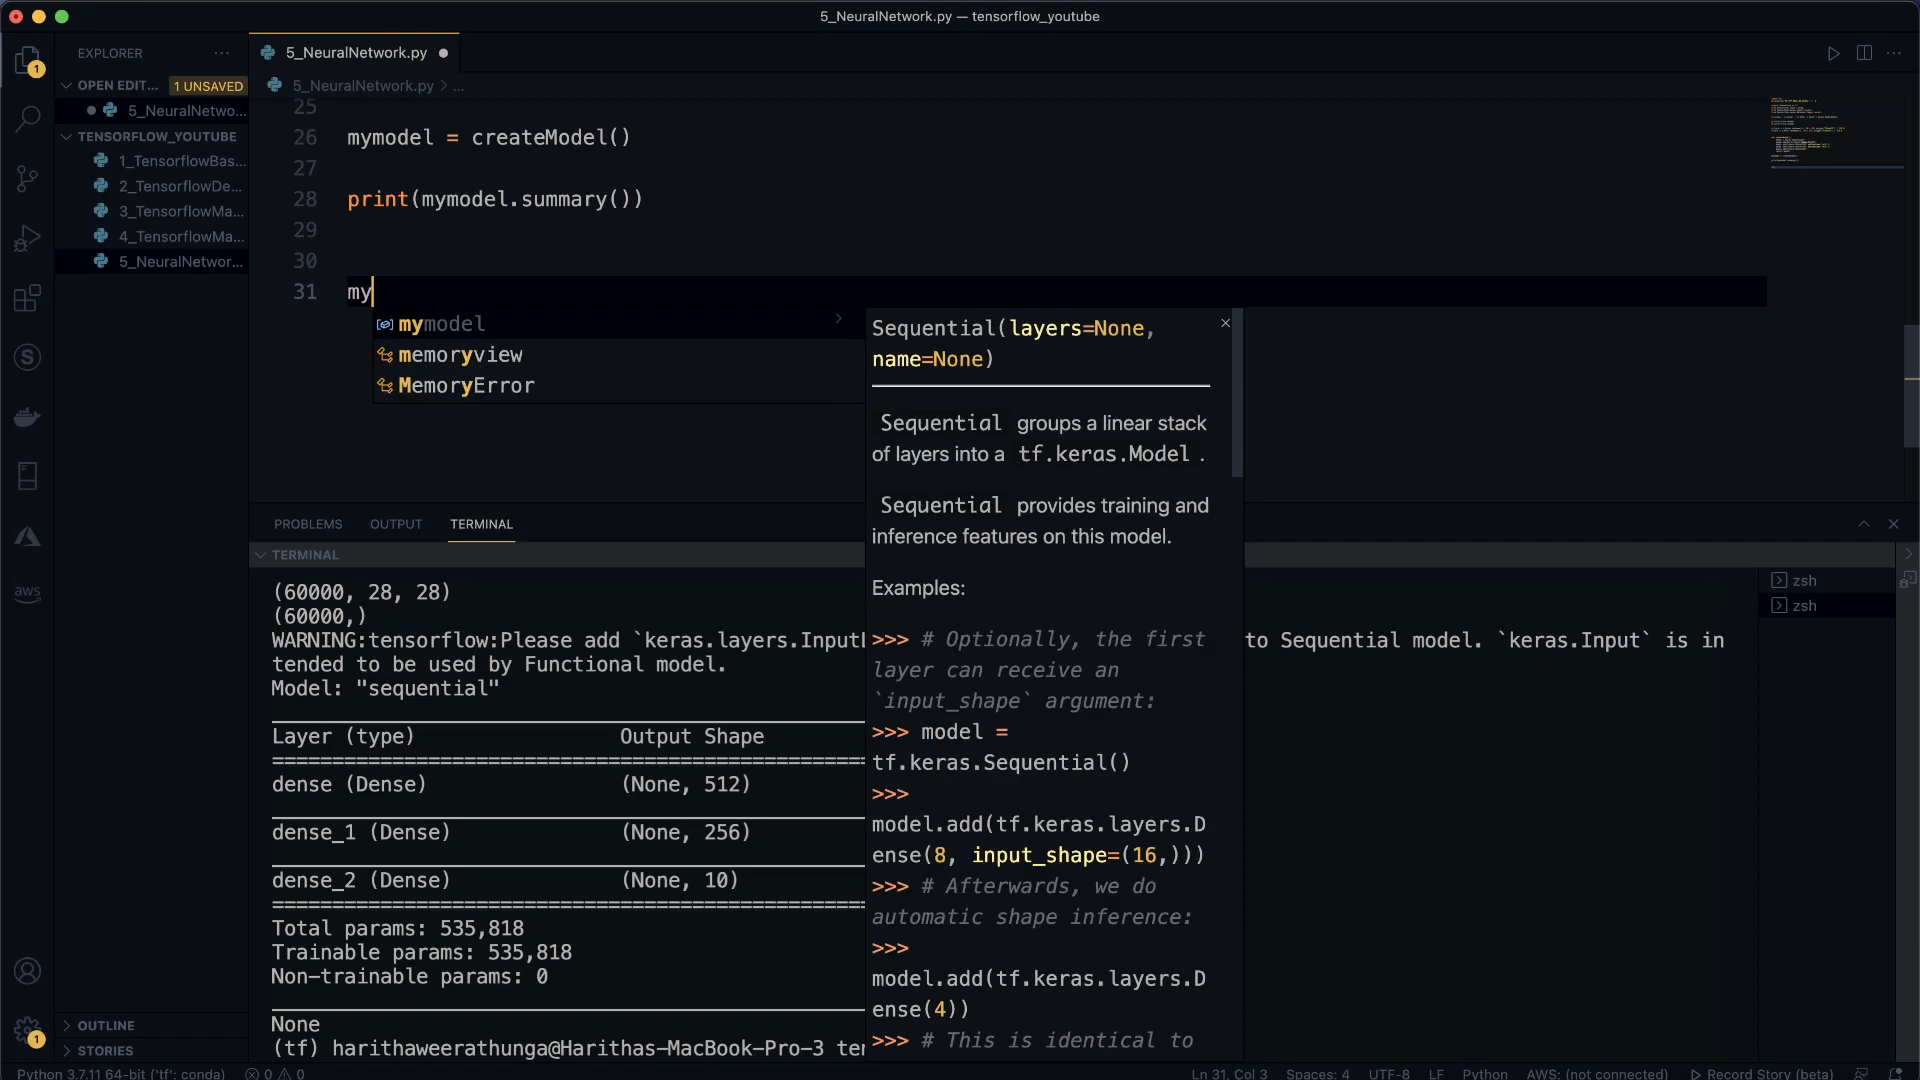 5_NeuralNetwork.py — tensorflow_youtube
EXPLORER
OPEN EDIT... 1 UNSAVED
5_NeuralNetwo...
TENSORFLOW_YOUTUBE
1_TensorflowBas...
2_TensorflowDe...
3_TensorflowMa...
4_TensorflowMa...
5_NeuralNetwor...
OUTLINE
STORIES
1
aws
1
5_NeuralNetwork.py
5_NeuralNetwork.py > ...
25
26 mymodel = createModel()
27
28 print(mymodel.summary())
29
30
31 my
mymodel
memoryview
MemoryError
Sequential(layers=None,
name=None)
Sequential groups a linear stack
of layers into a tf.keras.Model .
Sequential provides training and
inference features on this model.
Examples:
>>> # Optionally, the first
layer can receive an
`input_shape` argument:
>>> model =
tf.keras.Sequential()
>>>
model.add(tf.keras.layers.D
ense(8, input_shape=(16,)))
>>> # Afterwards, we do
automatic shape inference:
>>>
model.add(tf.keras.layers.D
ense(4))
>>> # This is identical to
PROBLEMS OUTPUT TERMINAL
TERMINAL
(60000, 28, 28)
(60000,)
WARNING:tensorflow:Please add `keras.layers.Input to Sequential model. `keras.Input` is in
tended to be used by Functional model.
Model: "sequential"
Layer (type) Output Shape
=================================================
dense (Dense) (None, 512)
dense_1 (Dense) (None, 256)
dense_2 (Dense) (None, 10)
=================================================
Total params: 535,818
Trainable params: 535,818
Non-trainable params: 0
None
(tf) harithaweerathunga@Harithas-MacBook-Pro-3 te
zsh
zsh
Python 3.7.11 64-bit ('tf': conda) 0 0
Ln 31, Col 3 Spaces: 4 UTF-8 LF Python AWS: (not connected) Record Story (beta)